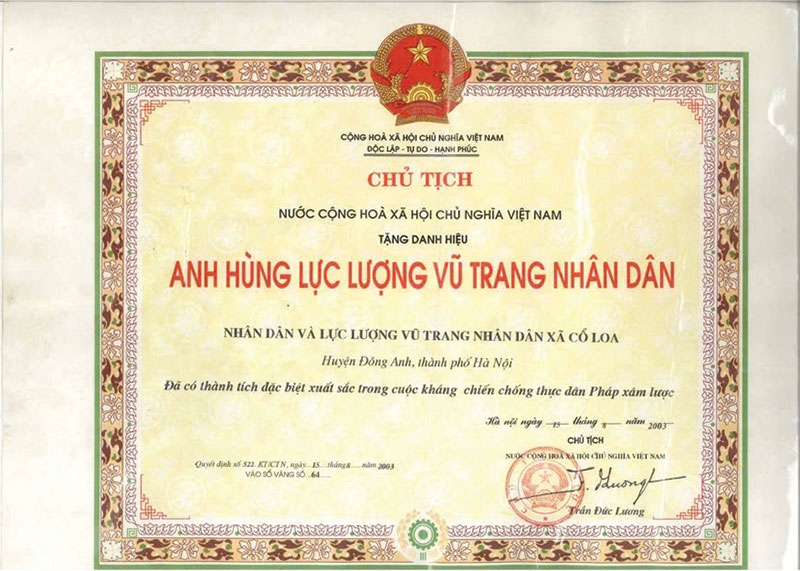 CỘNG HOÀ XÃ HỘI CHỦ NGHĨA VIỆT NAM
ĐỘC LẬP - TỰ DO - HẠNH PHÚC
CHỦ TỊCH
NƯỚC CỘNG HOÀ XÃ HỘI CHỦ NGHĨA VIỆT NAM
TẶNG DANH HIỆU
ANH HÙNG LỰC LƯỢNG VŨ TRANG NHÂN DÂN
NHÂN DÂN VÀ LỰC LƯỢNG VŨ TRANG NHÂN DÂN XÃ CỔ LOA
Huyện Đông Anh, thành phố Hà Nội
Đã có thành tích đặc biệt xuất sắc trong cuộc kháng chiến chống thực dân Pháp xâm lược
Hà nội ngày 15 tháng 8 năm 2003
CHỦ TỊCH
NƯỚC CỘNG HOÀ XÃ HỘI CHỦ NGHĨA VIỆT NAM
Quyết định số 522 KT/CTN, ngày 15 tháng 8 năm 2003
VÀO SỔ VÀNG SỐ 64
Trần Đức Lương